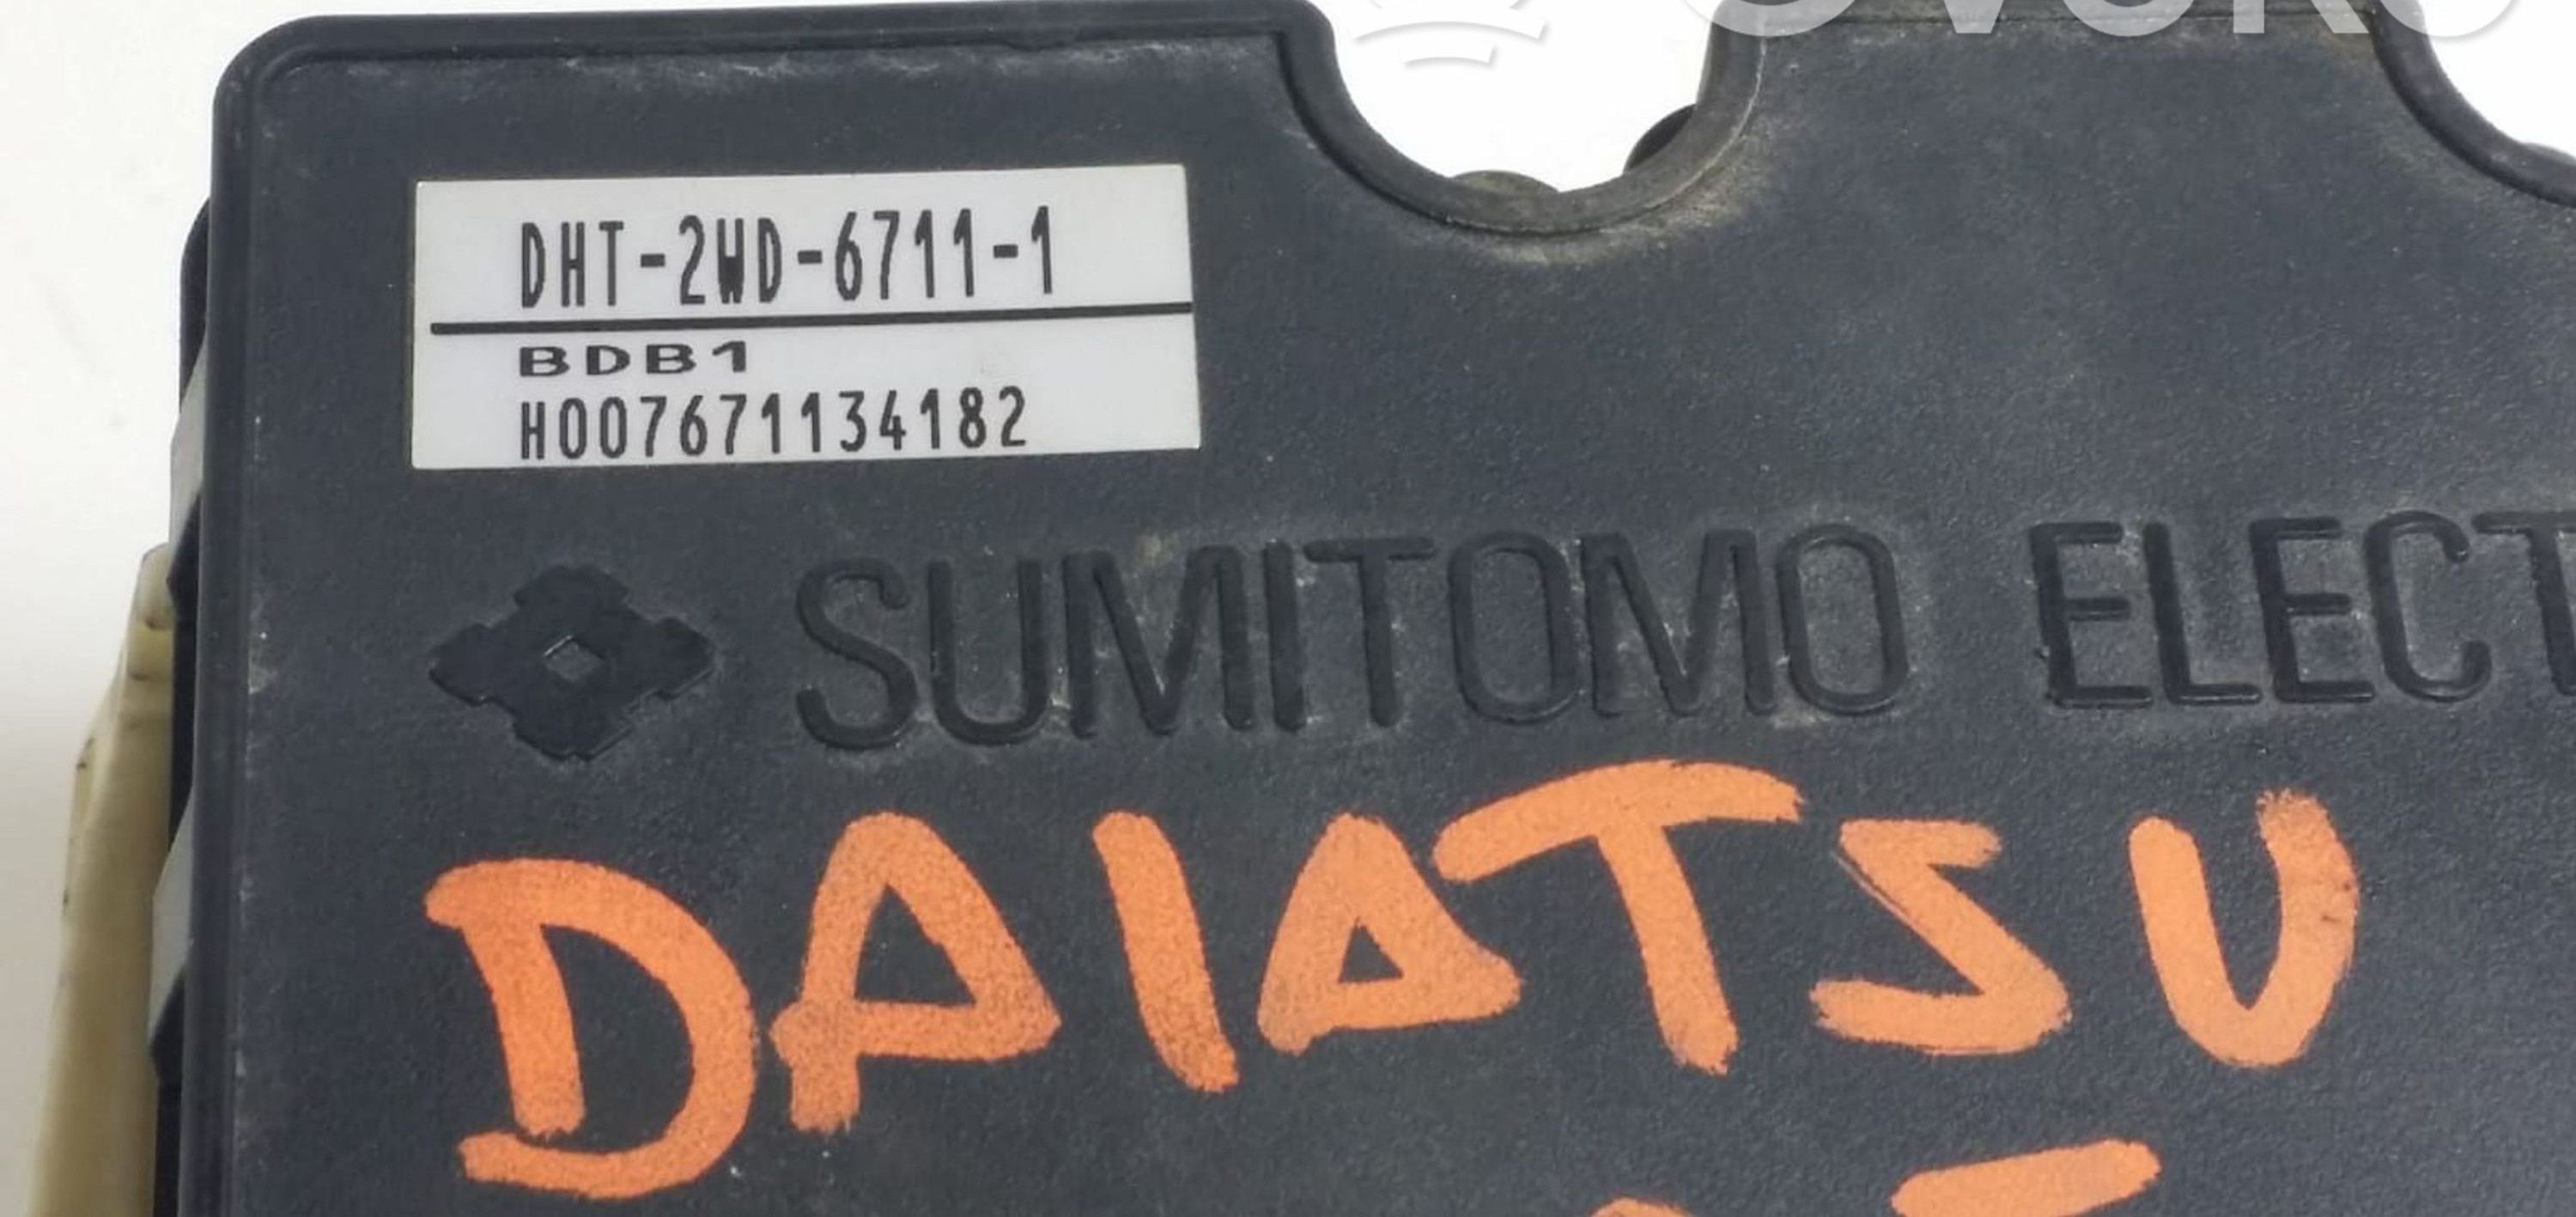 DHT-2WD-6711-1
BDB1
H007671134182
SUMITOMO ELECT
DAIATSU